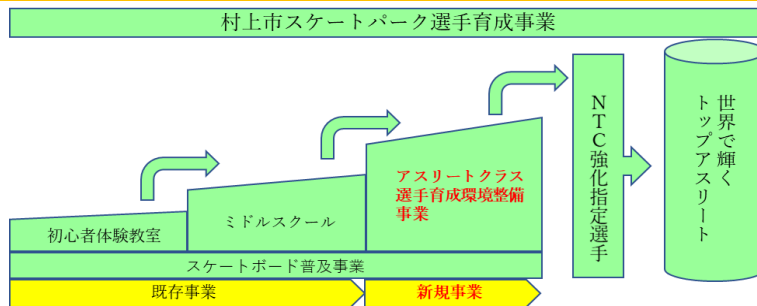 村上市スケートパーク選手育成事業
初心者体験教室
ミドルスクール
アスリートクラス
選手育成環境整備
事業
NTC強化指定選手
世界で輝く
トップアスリート
スケートボード普及事業
既存事業
新規事業